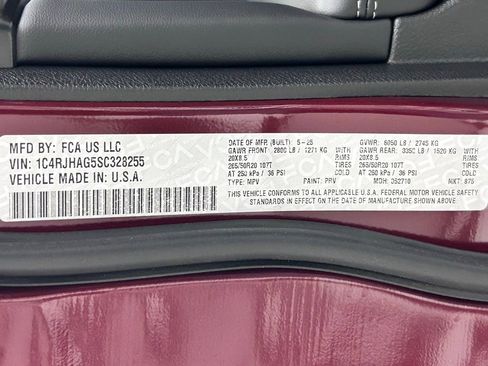 MFD BY: FCA US LLC
VIN: 1C4RJHAG5SC328255
VEHICLE MADE IN: U.S.A.
DATE OF MFR (BUILT): 5-25 GVWR: 6050 LB / 2745 KG
GAWR FRONT: 2800 LB / 1271 KG WITH GAWR REAR: 3350 LB / 1520 KG WITH
20X8.5 RIMS 20X8.5 RIMS
265/50R20 107T TIRES 265/50R20 107T TIRES
AT 250 kPa / 36 PSI COLD AT 250 kPa / 36 PSI COLD
TYPE: MPV PAINT: PRV MDH: 052710 MKT: 875
THIS VEHICLE CONFORMS TO ALL APPLICABLE U.S.A. FEDERAL MOTOR VEHICLE SAFETY
STANDARDS IN EFFECT ON THE DATE OF MANUFACTURE SHOWN ABOVE.